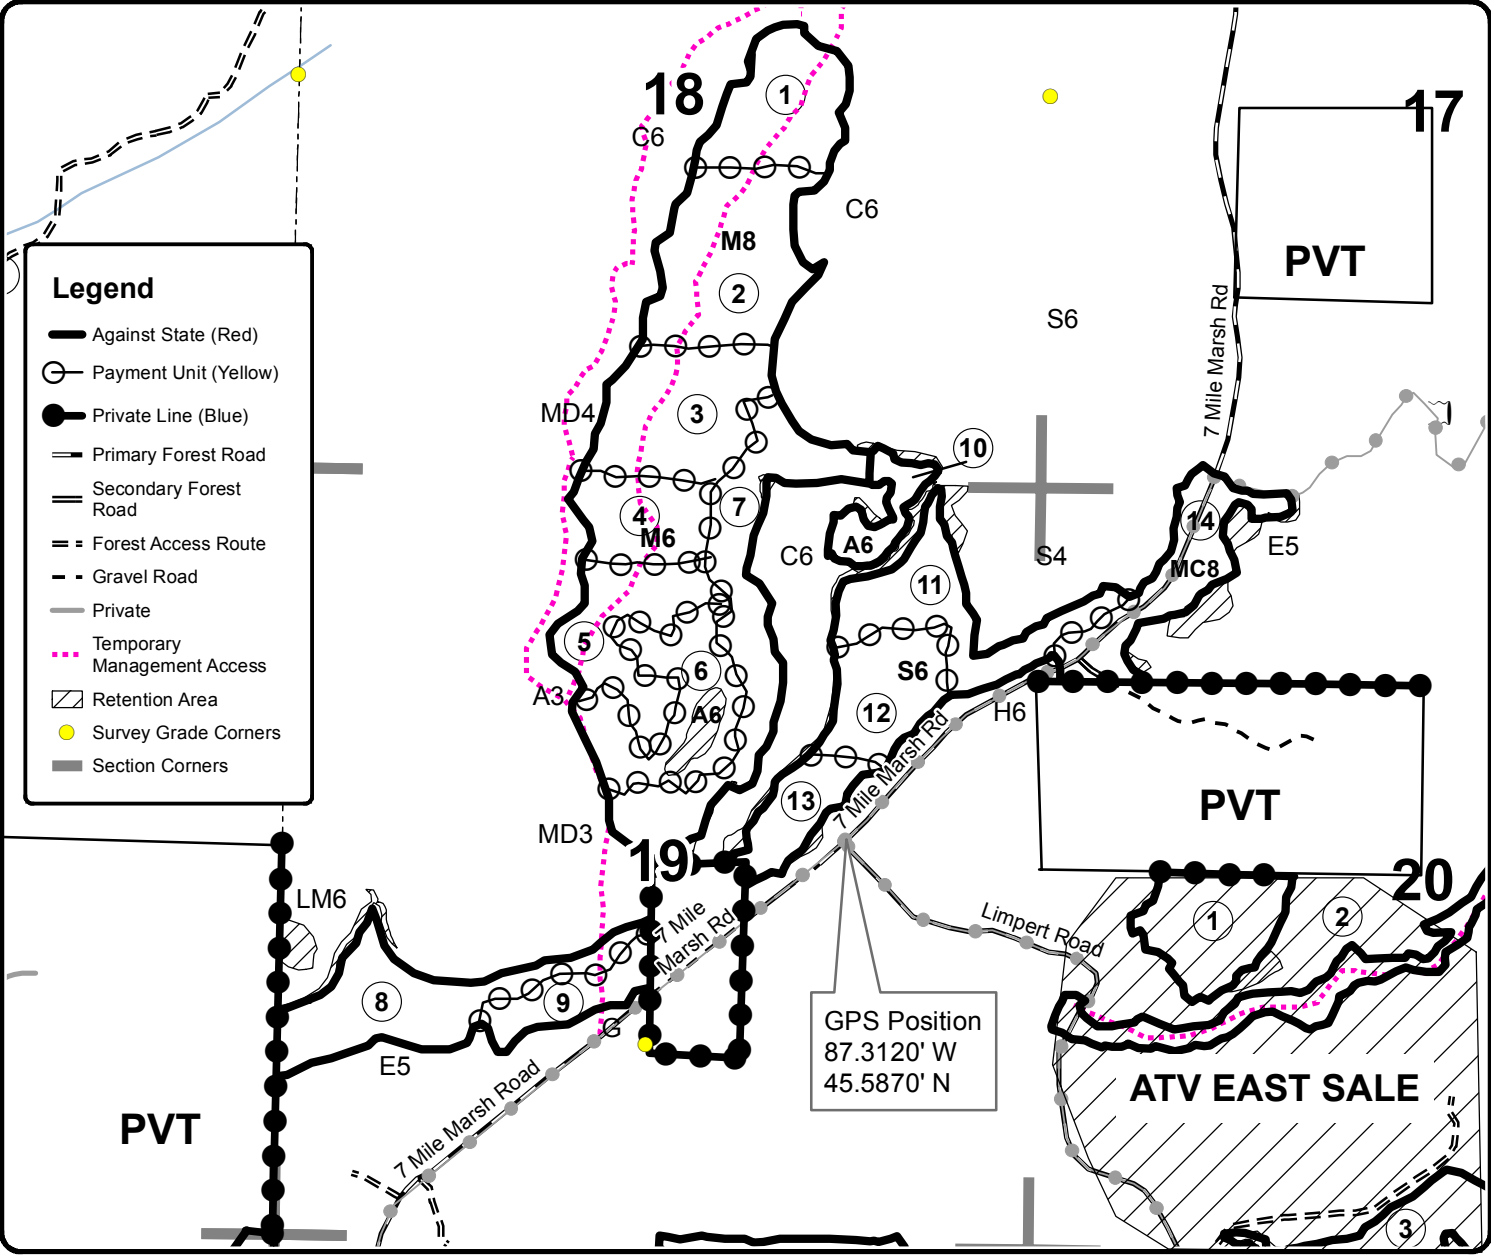 18
17
1
C6
C6
M8
2
PVT
S6
7 Mile Marsh Rd
Legend
Against State (Red)
Payment Unit (Yellow)
Private Line (Blue)
Primary Forest Road
Secondary Forest
Road
Forest Access Route
Gravel Road
Private
Temporary
Management Access
Retention Area
Survey Grade Corners
Section Corners
MD4
3
10
4
M6
7
C6
A6
S4
14
E5
MC8
11
5
6
S6
A3
A6
12
H6
7 Mile Marsh Rd
13
PVT
MD3
19
20
LM6
7 Mile
Marsh Rd
Limpert Road
1
2
8
9
G
E5
GPS Position
87.3120' W
45.5870' N
ATV EAST SALE
PVT
7 Mile Marsh Road
3